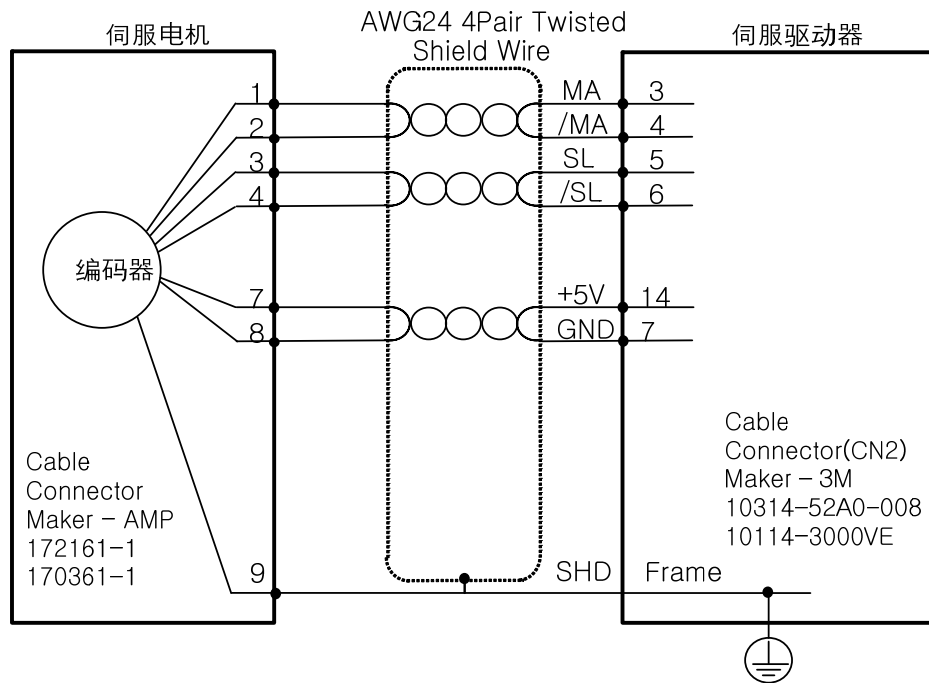 伺服电机
AWG24 4Pair Twisted
Shield Wire
伺服驱动器
1
MA
3
2
/MA
4
3
SL
5
4
/SL
6
编码器
7
+5V
14
8
GND
7
Cable
Connector
Maker - AMP
172161-1
170361-1
Cable
Connector(CN2)
Maker - 3M
10314-52A0-008
10114-3000VE
9
SHD
Frame